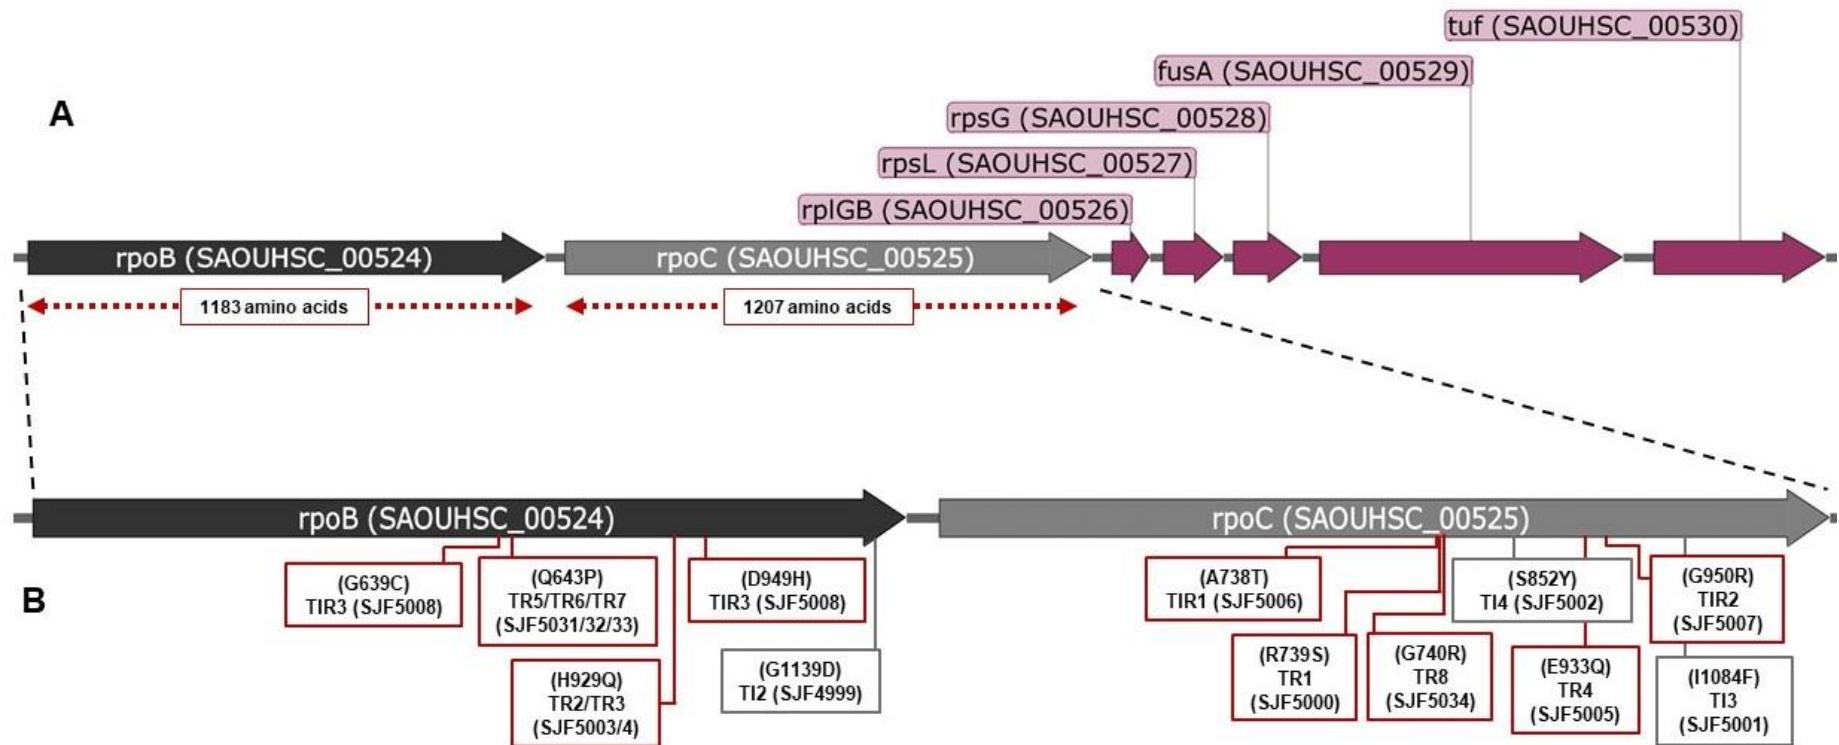 A
tuf (SAOUHSC_00530)
fusA (SAOUHSC_00529)
rpsG (SAOUHSC_00528)
rpsL (SAOUHSC_00527)
rplGB (SAOUHSC_00526)
rpoB (SAOUHSC_00524)
rpoC (SAOUHSC_00525)
1183 amino acids
1207 amino acids
B
rpoB (SAOUHSC_00524)
rpoC (SAOUHSC_00525)
(G639C)
TIR3 (SJF5008)
(Q643P)
TR5/TR6/TR7
(SJF5031/32/33)
(D949H)
TIR3 (SJF5008)
(H929Q)
TR2/TR3
(SJF5003/4)
(G1139D)
TI2 (SJF4999)
(A738T)
TIR1 (SJF5006)
(S852Y)
TI4 (SJF5002)
(G950R)
TIR2
(SJF5007)
(R739S)
TR1
(SJF5000)
(G740R)
TR8
(SJF5034)
(E933Q)
TR4
(SJF5005)
(I1084F)
TI3
(SJF5001)